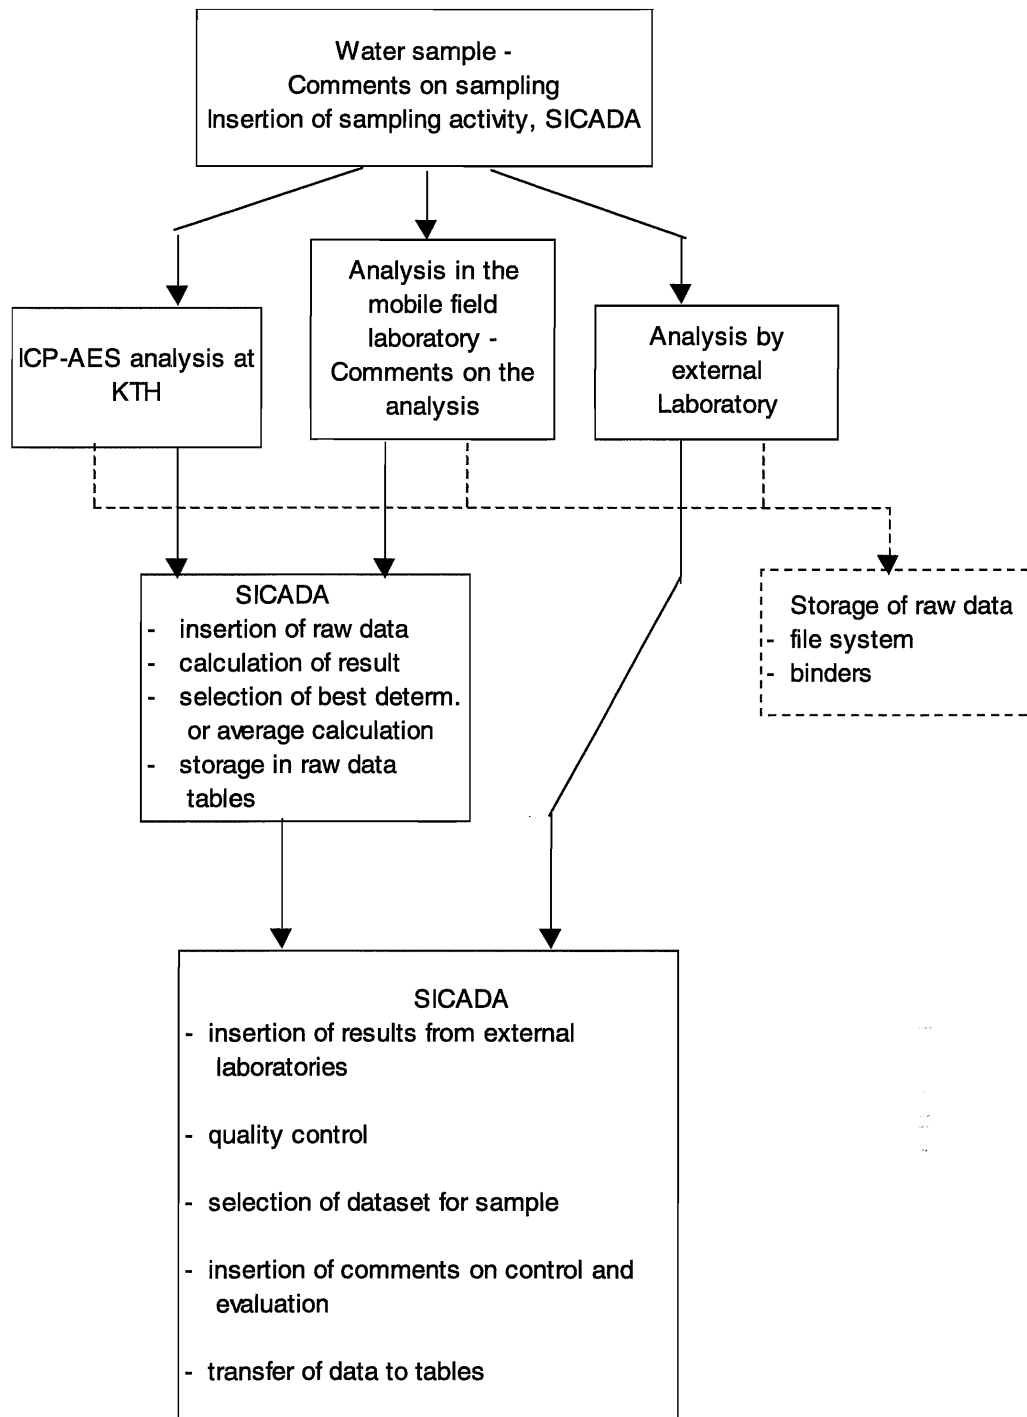 Water sample -
Comments on sampling
Insertion of sampling activity, SICADA
ICP-AES analysis at
KTH
Analysis in the
mobile field
laboratory -
Comments on the
analysis
Analysis by
external
Laboratory
SICADA
- insertion of raw data
- calculation of result
- selection of best determ.
or average calculation
- storage in raw data
tables
Storage of raw data
- file system
- binders
SICADA
- insertion of results from external
laboratories
- quality control
- selection of dataset for sample
- insertion of comments on control and
evaluation
- transfer of data to tables